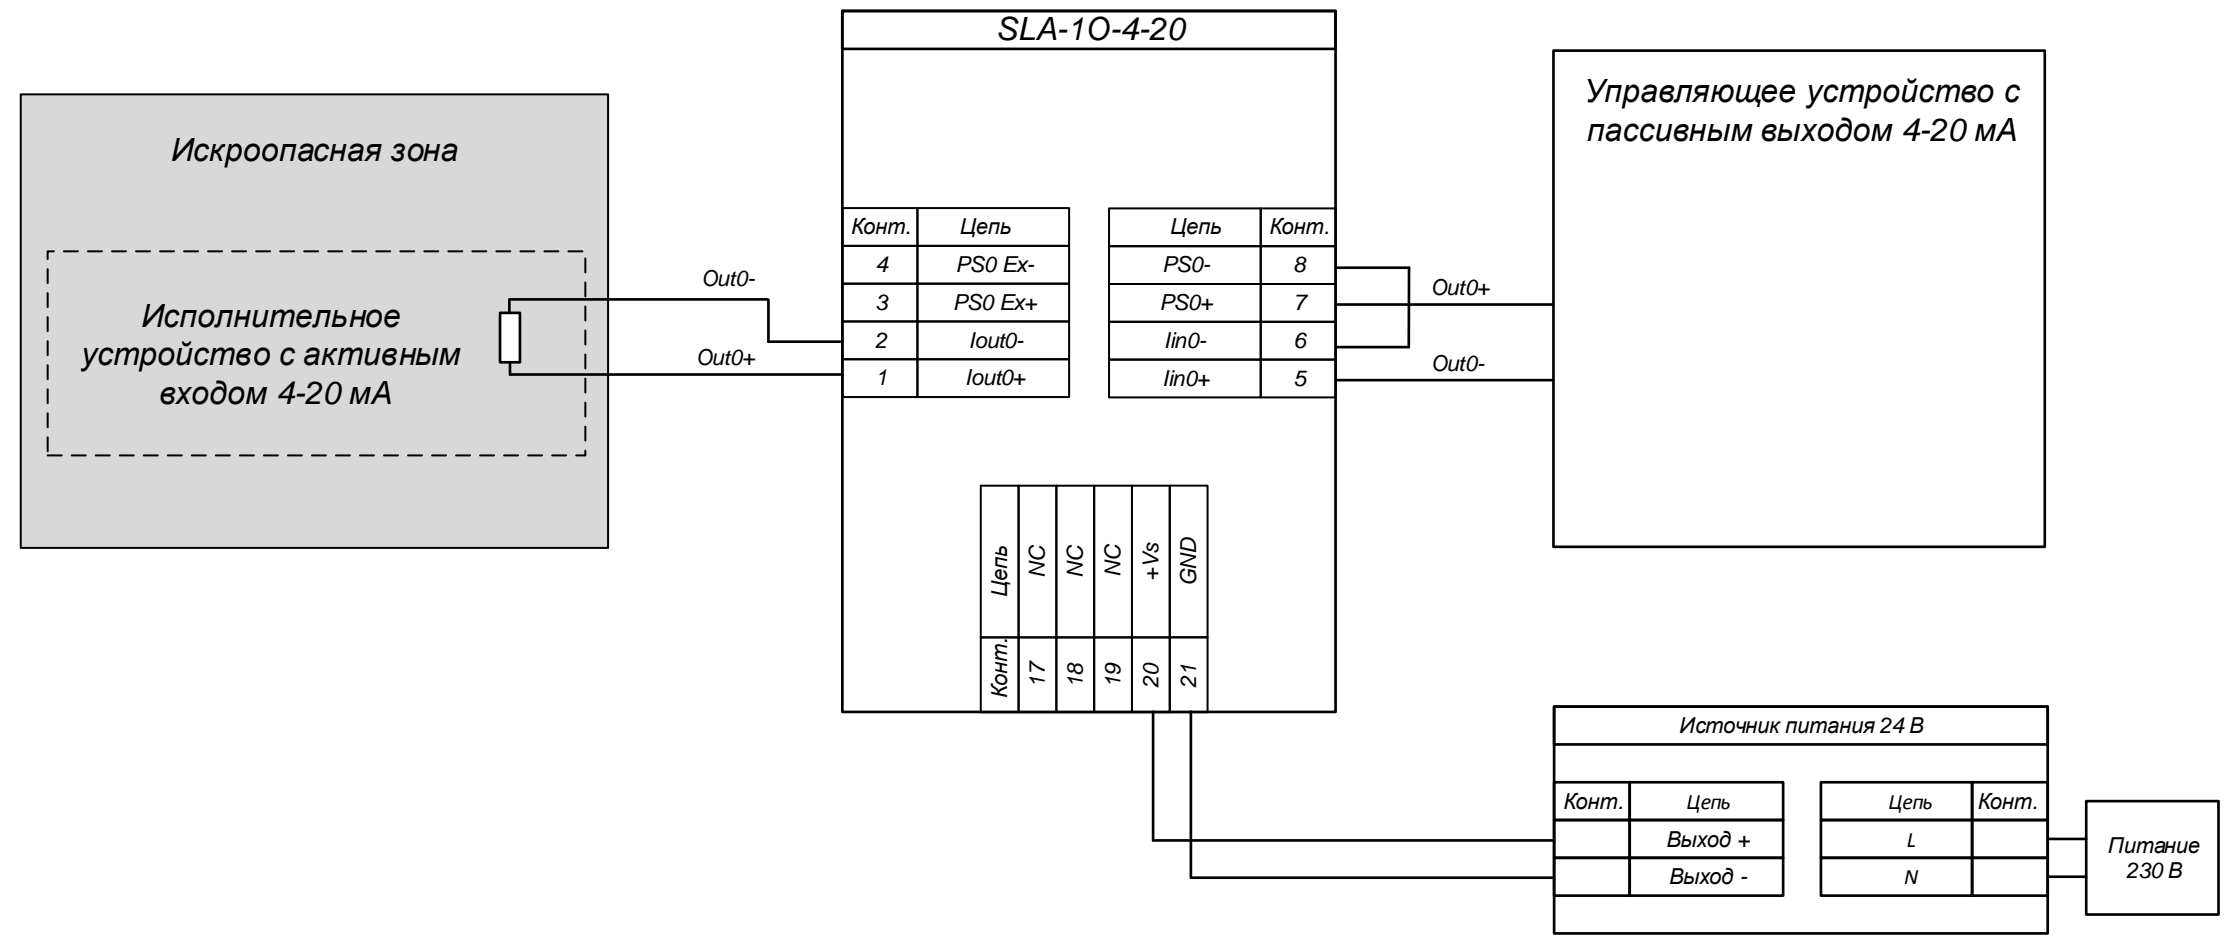 SLA-1O-4-20
Управляющее устройство с
пассивным выходом 4-20 мА
Искроопасная зона
Исполнительное
устройство с активным
входом 4-20 мА
Out0-
Out0+
Конт. Цепь
4 PS0 Ex-
3 PS0 Ex+
2 Iout0-
1 Iout0+
Цепь Конт.
PS0- 8
PS0+ 7
Iin0- 6
Iin0+ 5
Out0+
Out0-
Цепь NC NC NC +Vs GND
Конт. 17 18 19 20 21
Источник питания 24 В
Конт. Цепь
Выход +
Выход -
Цепь Конт.
L
N
Питание
230 В